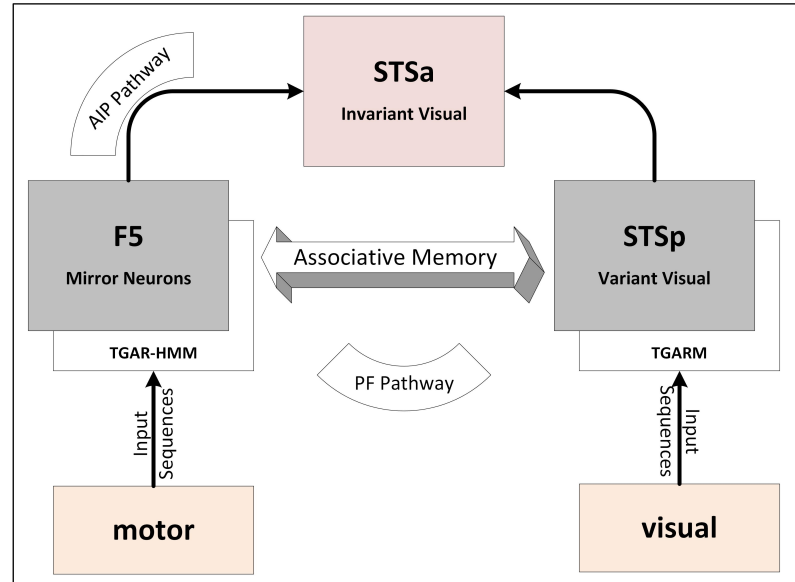 AIP Pathway
STSa
Invariant Visual
F5
Mirror Neurons
TGAR-HMM
Associative Memory
STSp
Variant Visual
TGARM
PF Pathway
Input
Sequences
Sequences
Input
motor
visual